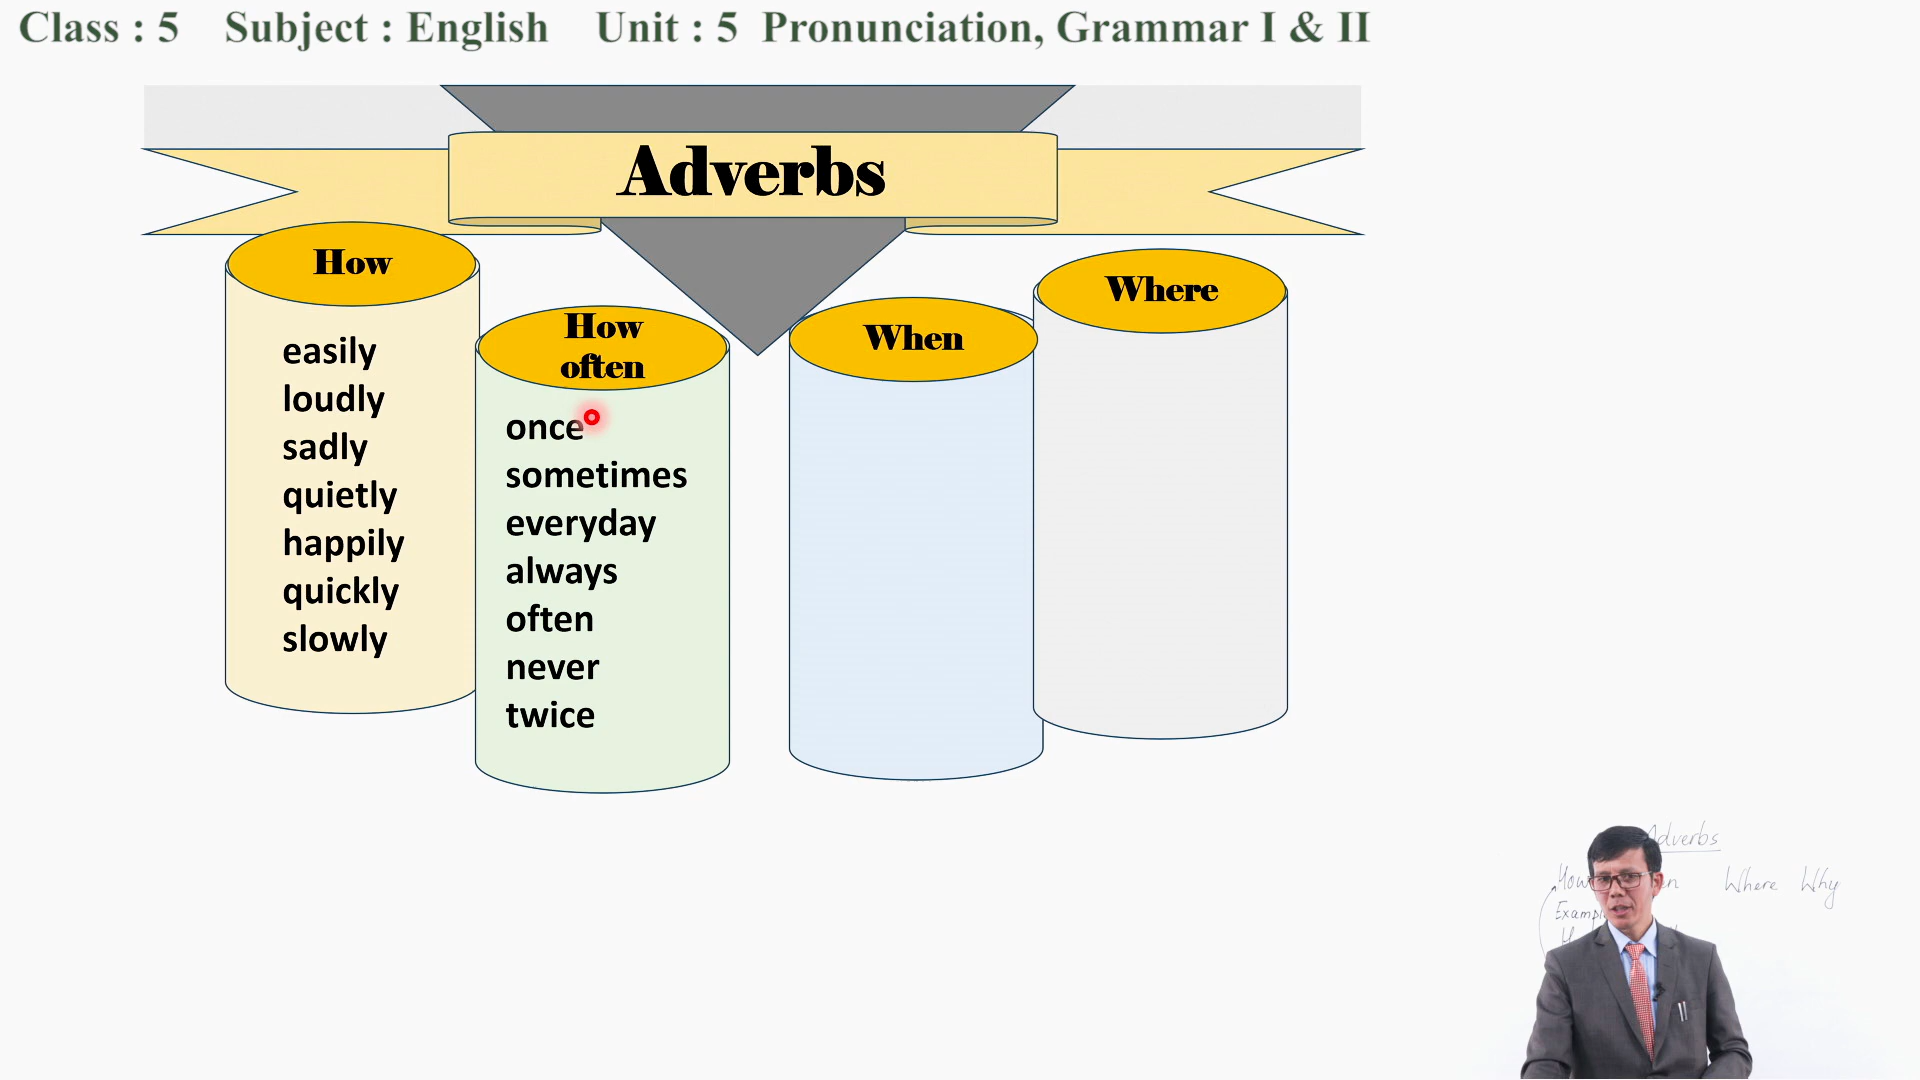 Class : 5 Subject : English Unit : 5 Pronunciation, Grammar I & II
Adverbs
How
easily
loudly
sadly
quietly
happily
quickly
slowly
How
often
once
sometimes
everyday
always
often
never
twice
When
Where
Adverbs
Where Why